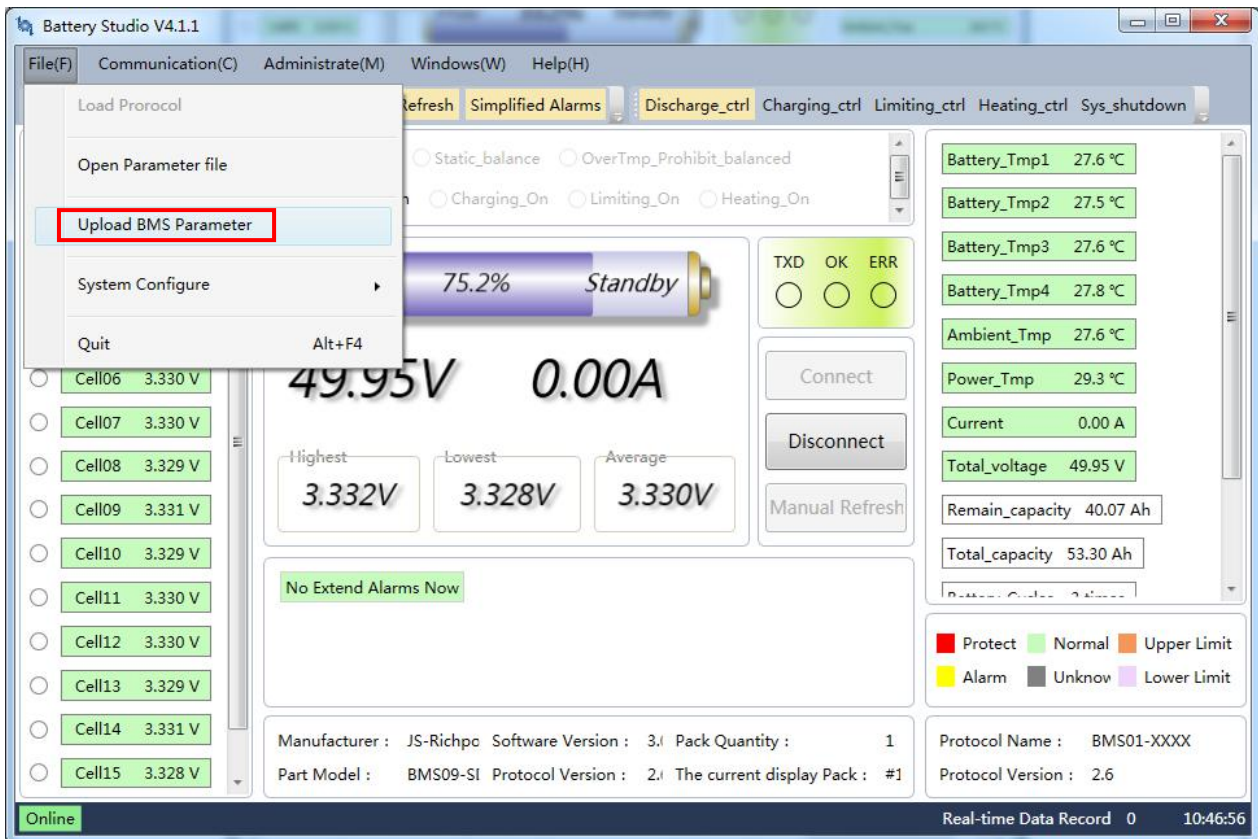 Battery Studio V4.1.1
File(F) Communication(C) Administrate(M) Windows(W) Help(H)
Load Prorocol
Open Parameter file
Upload BMS Parameter
System Configure
Quit Alt+F4
Refresh Simplified Alarms Discharge_ctrl Charging_ctrl Limiting_ctrl Heating_ctrl Sys_shutdown
Static_balance OverTmp_Prohibit_balanced
Charging_On Limiting_On Heating_On
75.2% Standby
49.95V 0.00A
Highest Lowest Average
3.332V 3.328V 3.330V
TXD OK ERR
Connect
Disconnect
Manual Refresh
Cell06 3.330 V
Cell07 3.330 V
Cell08 3.329 V
Cell09 3.331 V
Cell10 3.329 V
Cell11 3.330 V
Cell12 3.330 V
Cell13 3.329 V
Cell14 3.331 V
Cell15 3.328 V
No Extend Alarms Now
Battery_Tmp1 27.6 ℃
Battery_Tmp2 27.5 ℃
Battery_Tmp3 27.6 ℃
Battery_Tmp4 27.8 ℃
Ambient_Tmp 27.6 ℃
Power_Tmp 29.3 ℃
Current 0.00 A
Total_voltage 49.95 V
Remain_capacity 40.07 Ah
Total_capacity 53.30 Ah
Protect Normal Upper Limit
Alarm Unknow Lower Limit
Manufacturer : JS-Richpo Software Version : 3. Pack Quantity : 1
Part Model : BMS09-SI Protocol Version : 2. The current display Pack : #1
Protocol Name : BMS01-XXXX
Protocol Version : 2.6
Online Real-time Data Record 0 10:46:56